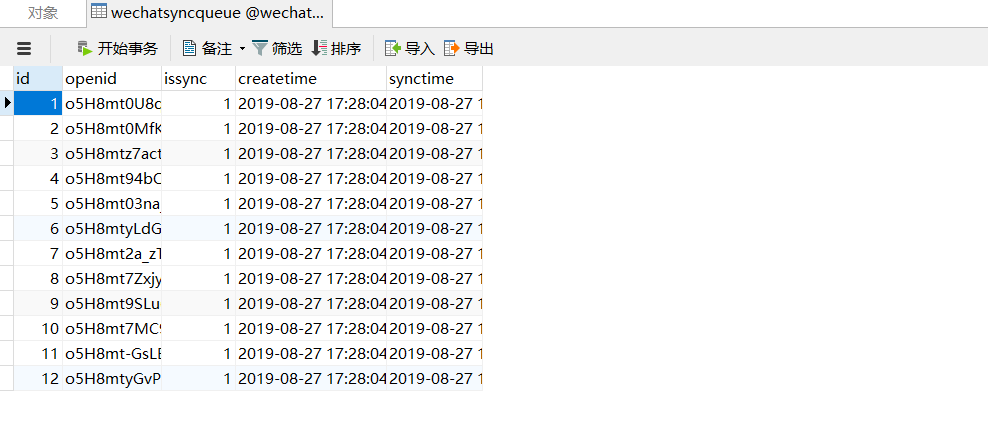 对象 wechatsyncqueue @wechat...
开始事务 备注 筛选 排序 导入 导出
id openid issync createtime synctime
1 o5H8mt0U8c 1 2019-08-27 17:28:04 2019-08-27 1
2 o5H8mt0MfK 1 2019-08-27 17:28:04 2019-08-27 1
3 o5H8mtz7act 1 2019-08-27 17:28:04 2019-08-27 1
4 o5H8mt94bC 1 2019-08-27 17:28:04 2019-08-27 1
5 o5H8mt03na_ 1 2019-08-27 17:28:04 2019-08-27 1
6 o5H8mtyLdG 1 2019-08-27 17:28:04 2019-08-27 1
7 o5H8mt2a_zT 1 2019-08-27 17:28:04 2019-08-27 1
8 o5H8mt7Zxjy 1 2019-08-27 17:28:04 2019-08-27 1
9 o5H8mt9SLu 1 2019-08-27 17:28:04 2019-08-27 1
10 o5H8mt7MC9 1 2019-08-27 17:28:04 2019-08-27 1
11 o5H8mt-GsLE 1 2019-08-27 17:28:04 2019-08-27 1
12 o5H8mtyGvP 1 2019-08-27 17:28:04 2019-08-27 1